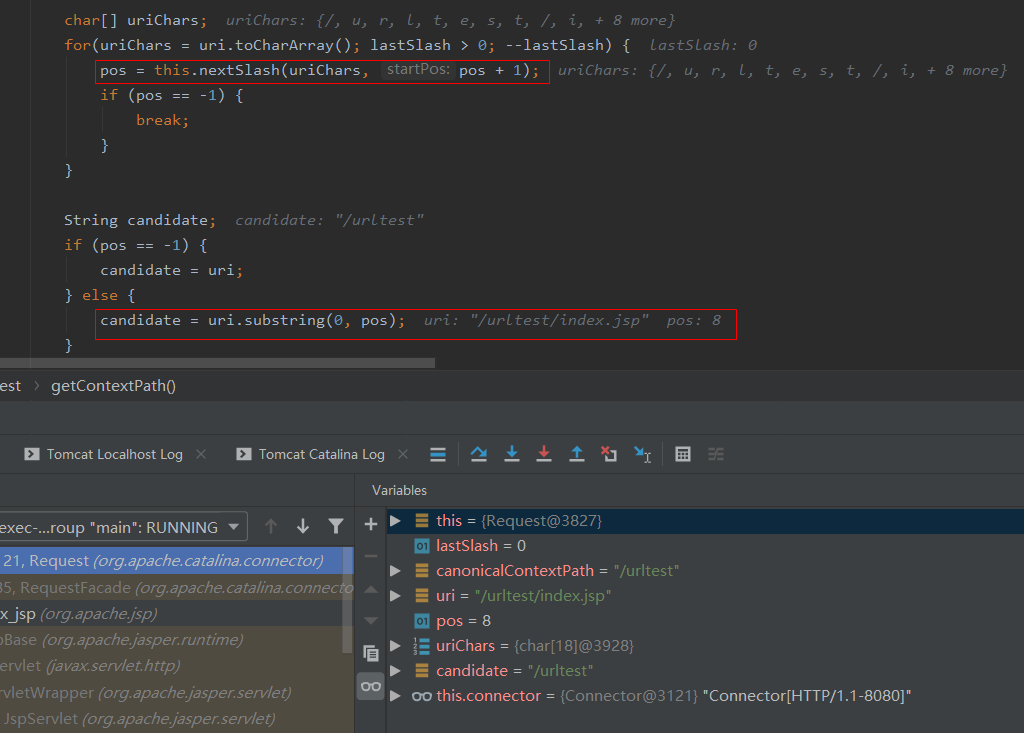 char[] uriChars; uriChars: {/, u, r, l, t, e, s, t, /, i, + 8 more}
for(uriChars = uri.toCharArray(); lastSlash > 0; --lastSlash) { lastSlash: 0
pos = this.nextSlash(uriChars, startPos: pos + 1); uriChars: {/, u, r, l, t, e, s, t, /, i, + 8 more}
if (pos == -1) {
break;
}
}
String candidate; candidate: "/urltest"
if (pos == -1) {
candidate = uri;
} else {
candidate = uri.substring(0, pos); uri: "/urltest/index.jsp" pos: 8
}
est › getContextPath()
Tomcat Localhost Log × Tomcat Catalina Log ×
Variables
exec-...roup "main": RUNNING
21, Request (org.apache.catalina.connector)
35, RequestFacade (org.apache.catalina.connecto
x_jsp (org.apache.jsp)
pBase (org.apache.jasper.runtime)
ervlet (javax.servlet.http)
rvletWrapper (org.apache.jasper.servlet)
JspServlet (org.apache.jasper.servlet)
this = {Request@3827}
01 lastSlash = 0
canonicalContextPath = "/urltest"
uri = "/urltest/index.jsp"
01 pos = 8
uriChars = {char[18]@3928}
candidate = "/urltest"
this.connector = {Connector@3121} "Connector[HTTP/1.1-8080]"